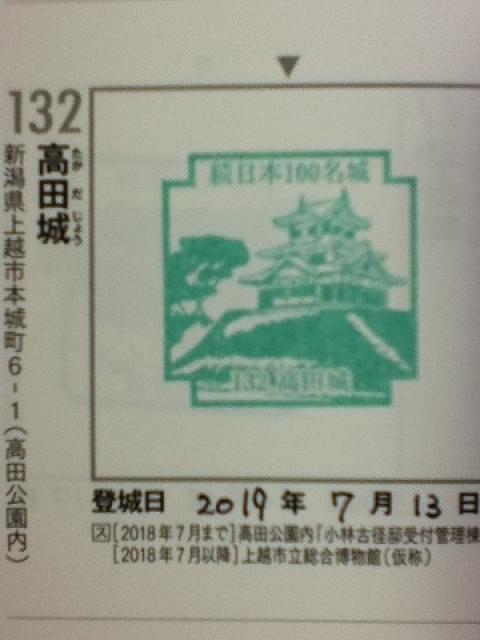 132
高田城
たかだじょう
新潟県上越市本城町6-1(高田公園内)
続日本100名城
132 高田城
登城日 2019年 7月 13日
ス[2018年7月まで]高田公園内「小林古径邸受付管理棟
[2018年7月以降]上越市立総合博物館(仮称)